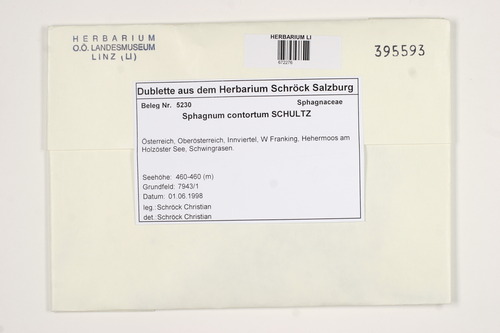 HERBARIUM
O.Ö. LANDESMUSEUM
LINZ (LI)
HERBARIUM LI
672276
395593
Dublette aus dem Herbarium Schröck Salzburg
Beleg Nr. 5230 Sphagnaceae
Sphagnum contortum SCHULTZ
Österreich, Oberösterreich, Innviertel, W Franking, Hehermoos am
Holzöster See, Schwingrasen.
Seehöhe: 460-460 (m)
Grundfeld: 7943/1
Datum: 01.06.1998
leg. Schröck Christian
det. Schröck Christian